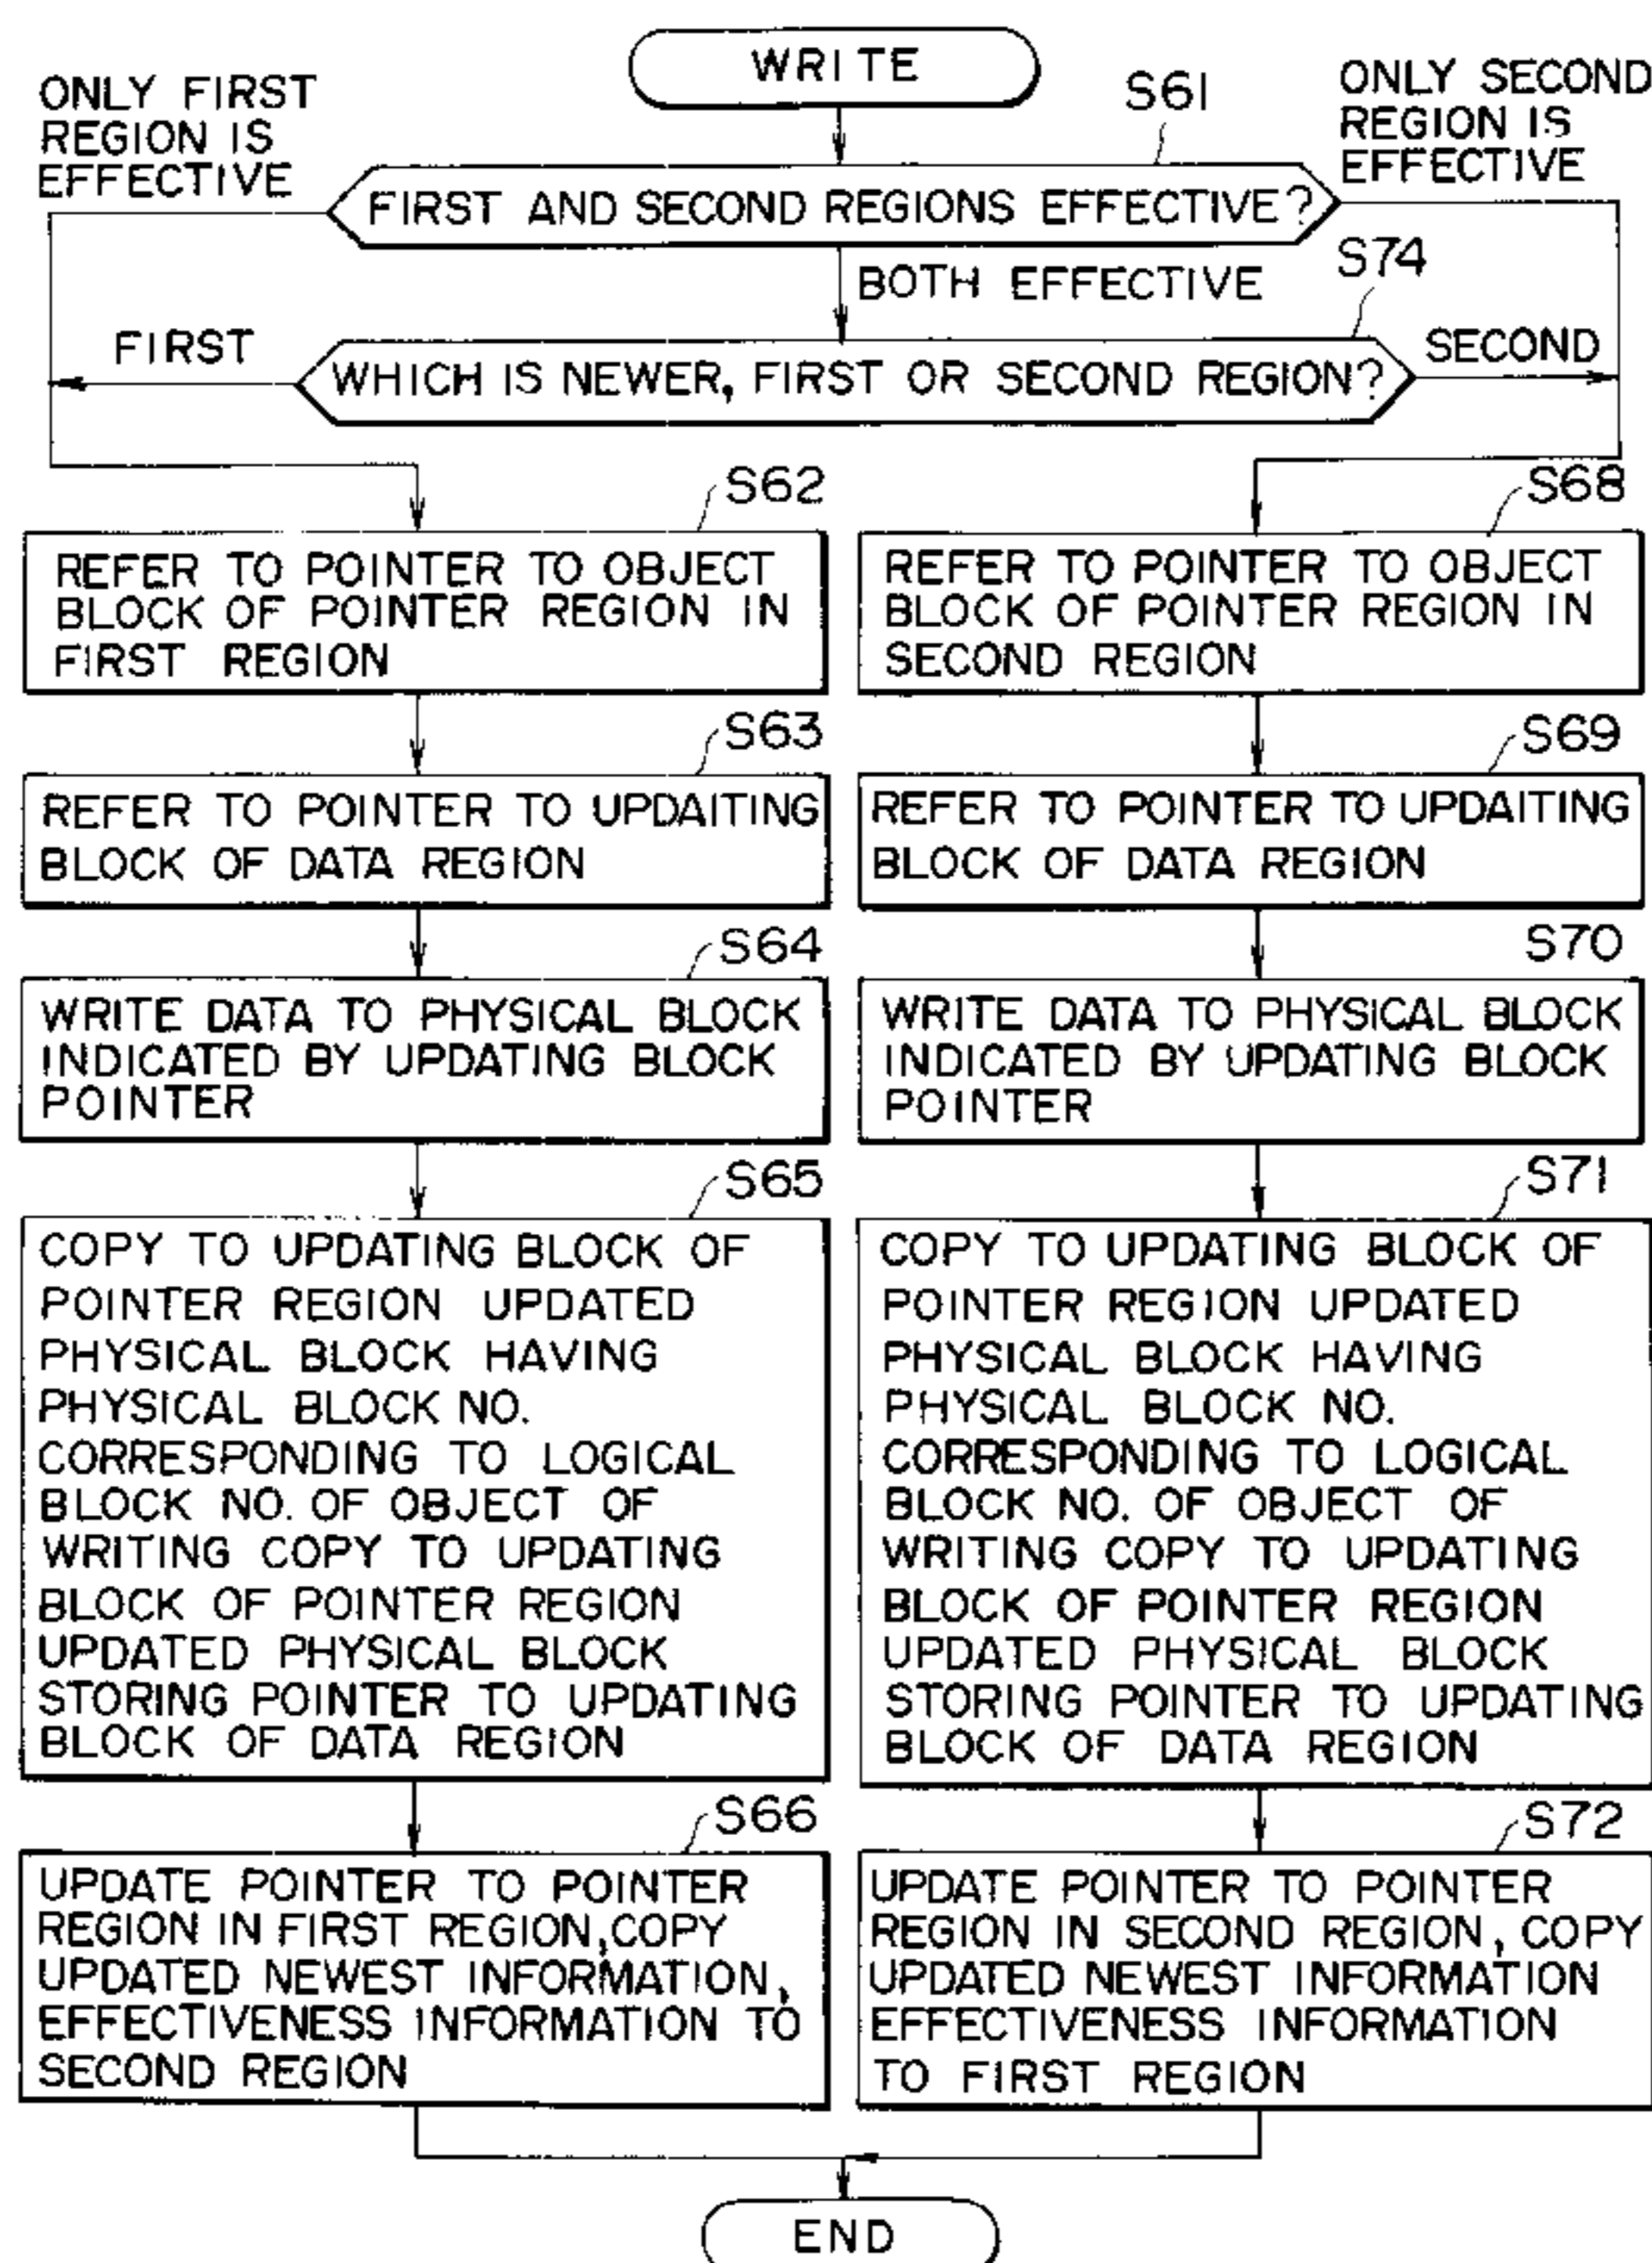 WRITE
ONLY FIRST
REGION IS
EFFECTIVE
S61
ONLY SECOND
REGION IS
EFFECTIVE
FIRST AND SECOND REGIONS EFFECTIVE?
BOTH EFFECTIVE
S74
FIRST
WHICH IS NEWER, FIRST OR SECOND REGION?
SECOND
S62
REFER TO POINTER TO OBJECT
BLOCK OF POINTER REGION IN
FIRST REGION
S63
REFER TO POINTER TO UPDAITING
BLOCK OF DATA REGION
S64
WRITE DATA TO PHYSICAL BLOCK
INDICATED BY UPDATING BLOCK
POINTER
S65
COPY TO UPDATING BLOCK OF
POINTER REGION UPDATED
PHYSICAL BLOCK HAVING
PHYSICAL BLOCK NO.
CORRESPONDING TO LOGICAL
BLOCK NO. OF OBJECT OF
WRITING COPY TO UPDATING
BLOCK OF POINTER REGION
UPDATED PHYSICAL BLOCK
STORING POINTER TO UPDATING
BLOCK OF DATA REGION
S66
UPDATE POINTER TO POINTER
REGION IN FIRST REGION, COPY
UPDATED NEWEST INFORMATION,
EFFECTIVENESS INFORMATION TO
SECOND REGION
S68
REFER TO POINTER TO OBJECT
BLOCK OF POINTER REGION IN
SECOND REGION
S69
REFER TO POINTER TO UPDAITING
BLOCK OF DATA REGION
S70
WRITE DATA TO PHYSICAL BLOCK
INDICATED BY UPDATING BLOCK
POINTER
S71
COPY TO UPDATING BLOCK OF
POINTER REGION UPDATED
PHYSICAL BLOCK HAVING
PHYSICAL BLOCK NO.
CORRESPONDING TO LOGICAL
BLOCK NO. OF OBJECT OF
WRITING COPY TO UPDATING
BLOCK OF POINTER REGION
UPDATED PHYSICAL BLOCK
STORING POINTER TO UPDATING
BLOCK OF DATA REGION
S72
UPDATE POINTER TO POINTER
REGION IN SECOND REGION, COPY
UPDATED NEWEST INFORMATION
EFFECTIVENESS INFORMATION
TO FIRST REGION
END